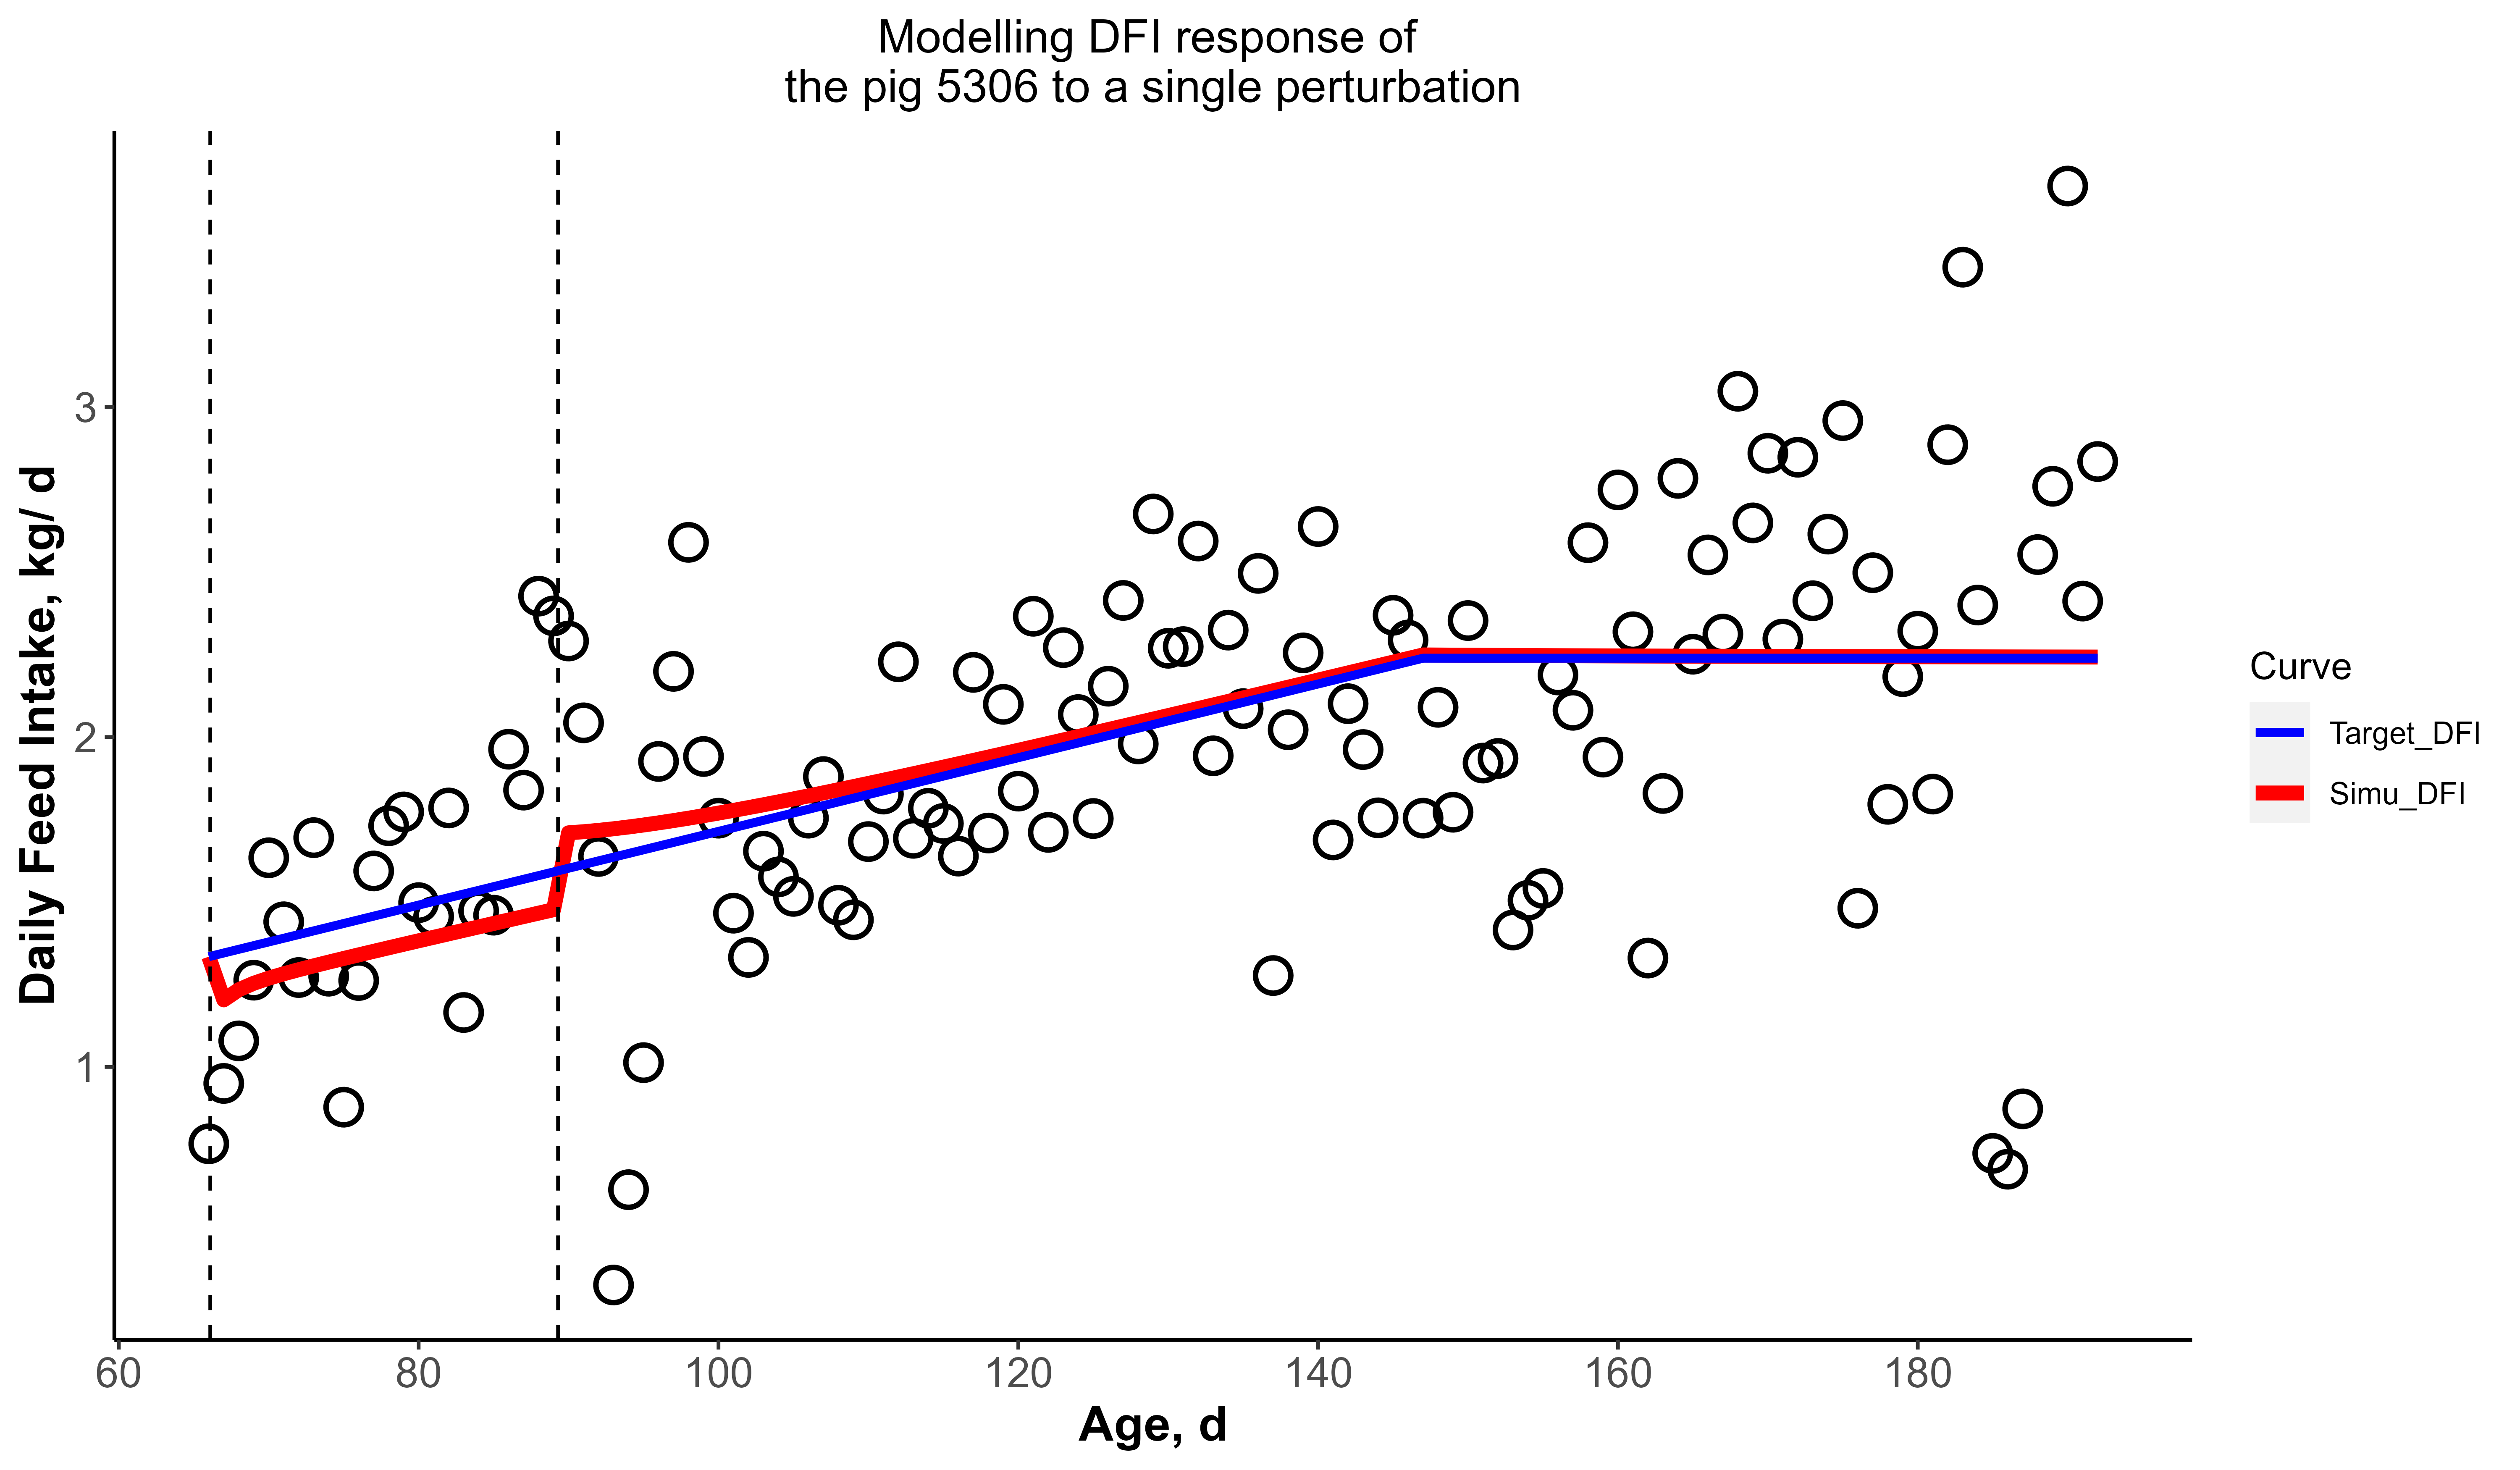 Modelling DFI response of
the pig 5306 to a single perturbation
Daily Feed Intake, kg/ d
3
2
1
60 80 100 120 140 160 180
Age, d
Curve
Target_DFI
Simu_DFI